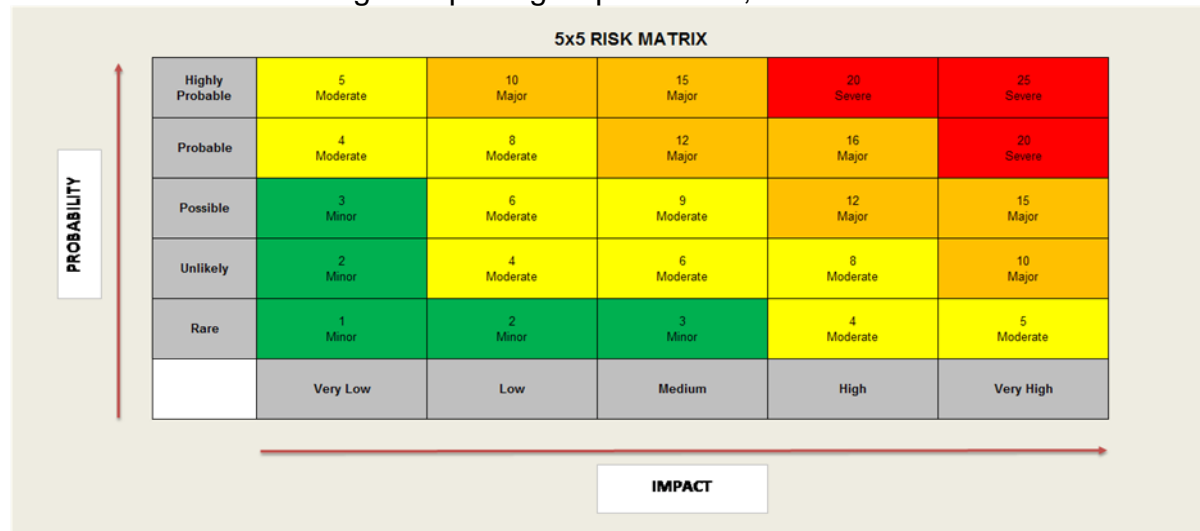 5x5 RISK MATRIX
Highly
Probable
5
Moderate
10
Major
15
Major
20
Severe
25
Severe
Probable
4
Moderate
8
Moderate
12
Major
16
Major
20
Severe
Possible
3
Minor
6
Moderate
9
Moderate
12
Major
15
Major
Unlikely
2
Minor
4
Moderate
6
Moderate
8
Moderate
10
Major
Rare
1
Minor
2
Minor
3
Minor
4
Moderate
5
Moderate
Very Low
Low
Medium
High
Very High
PROBABILITY
IMPACT